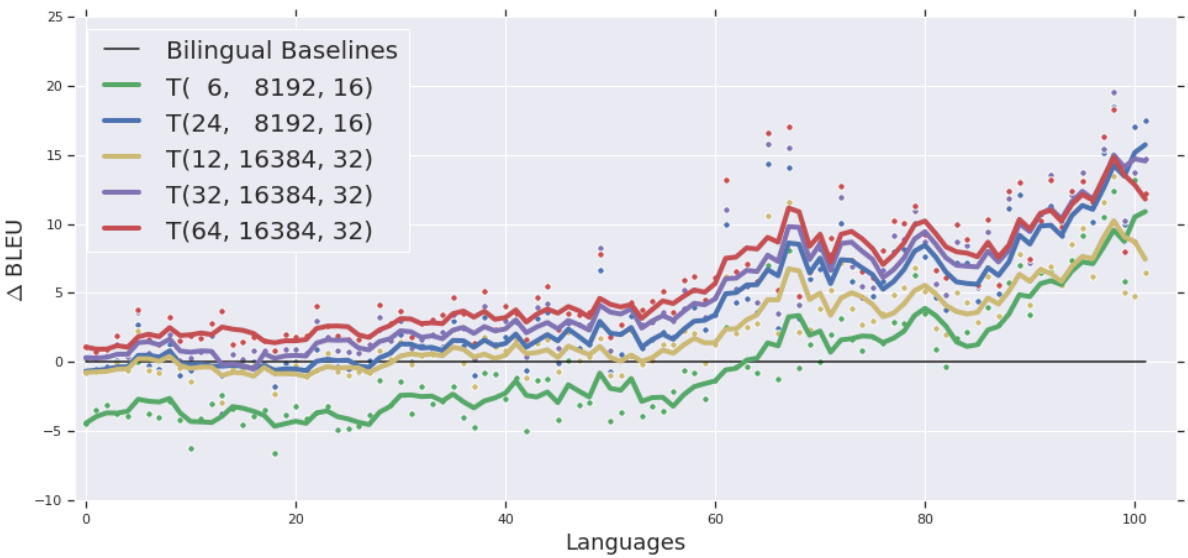 25
20
15
10
5
0
−5
−10
Δ BLEU
Bilingual Baselines
T( 6, 8192, 16)
T(24, 8192, 16)
T(12, 16384, 32)
T(32, 16384, 32)
T(64, 16384, 32)
0 20 40 60 80 100
Languages